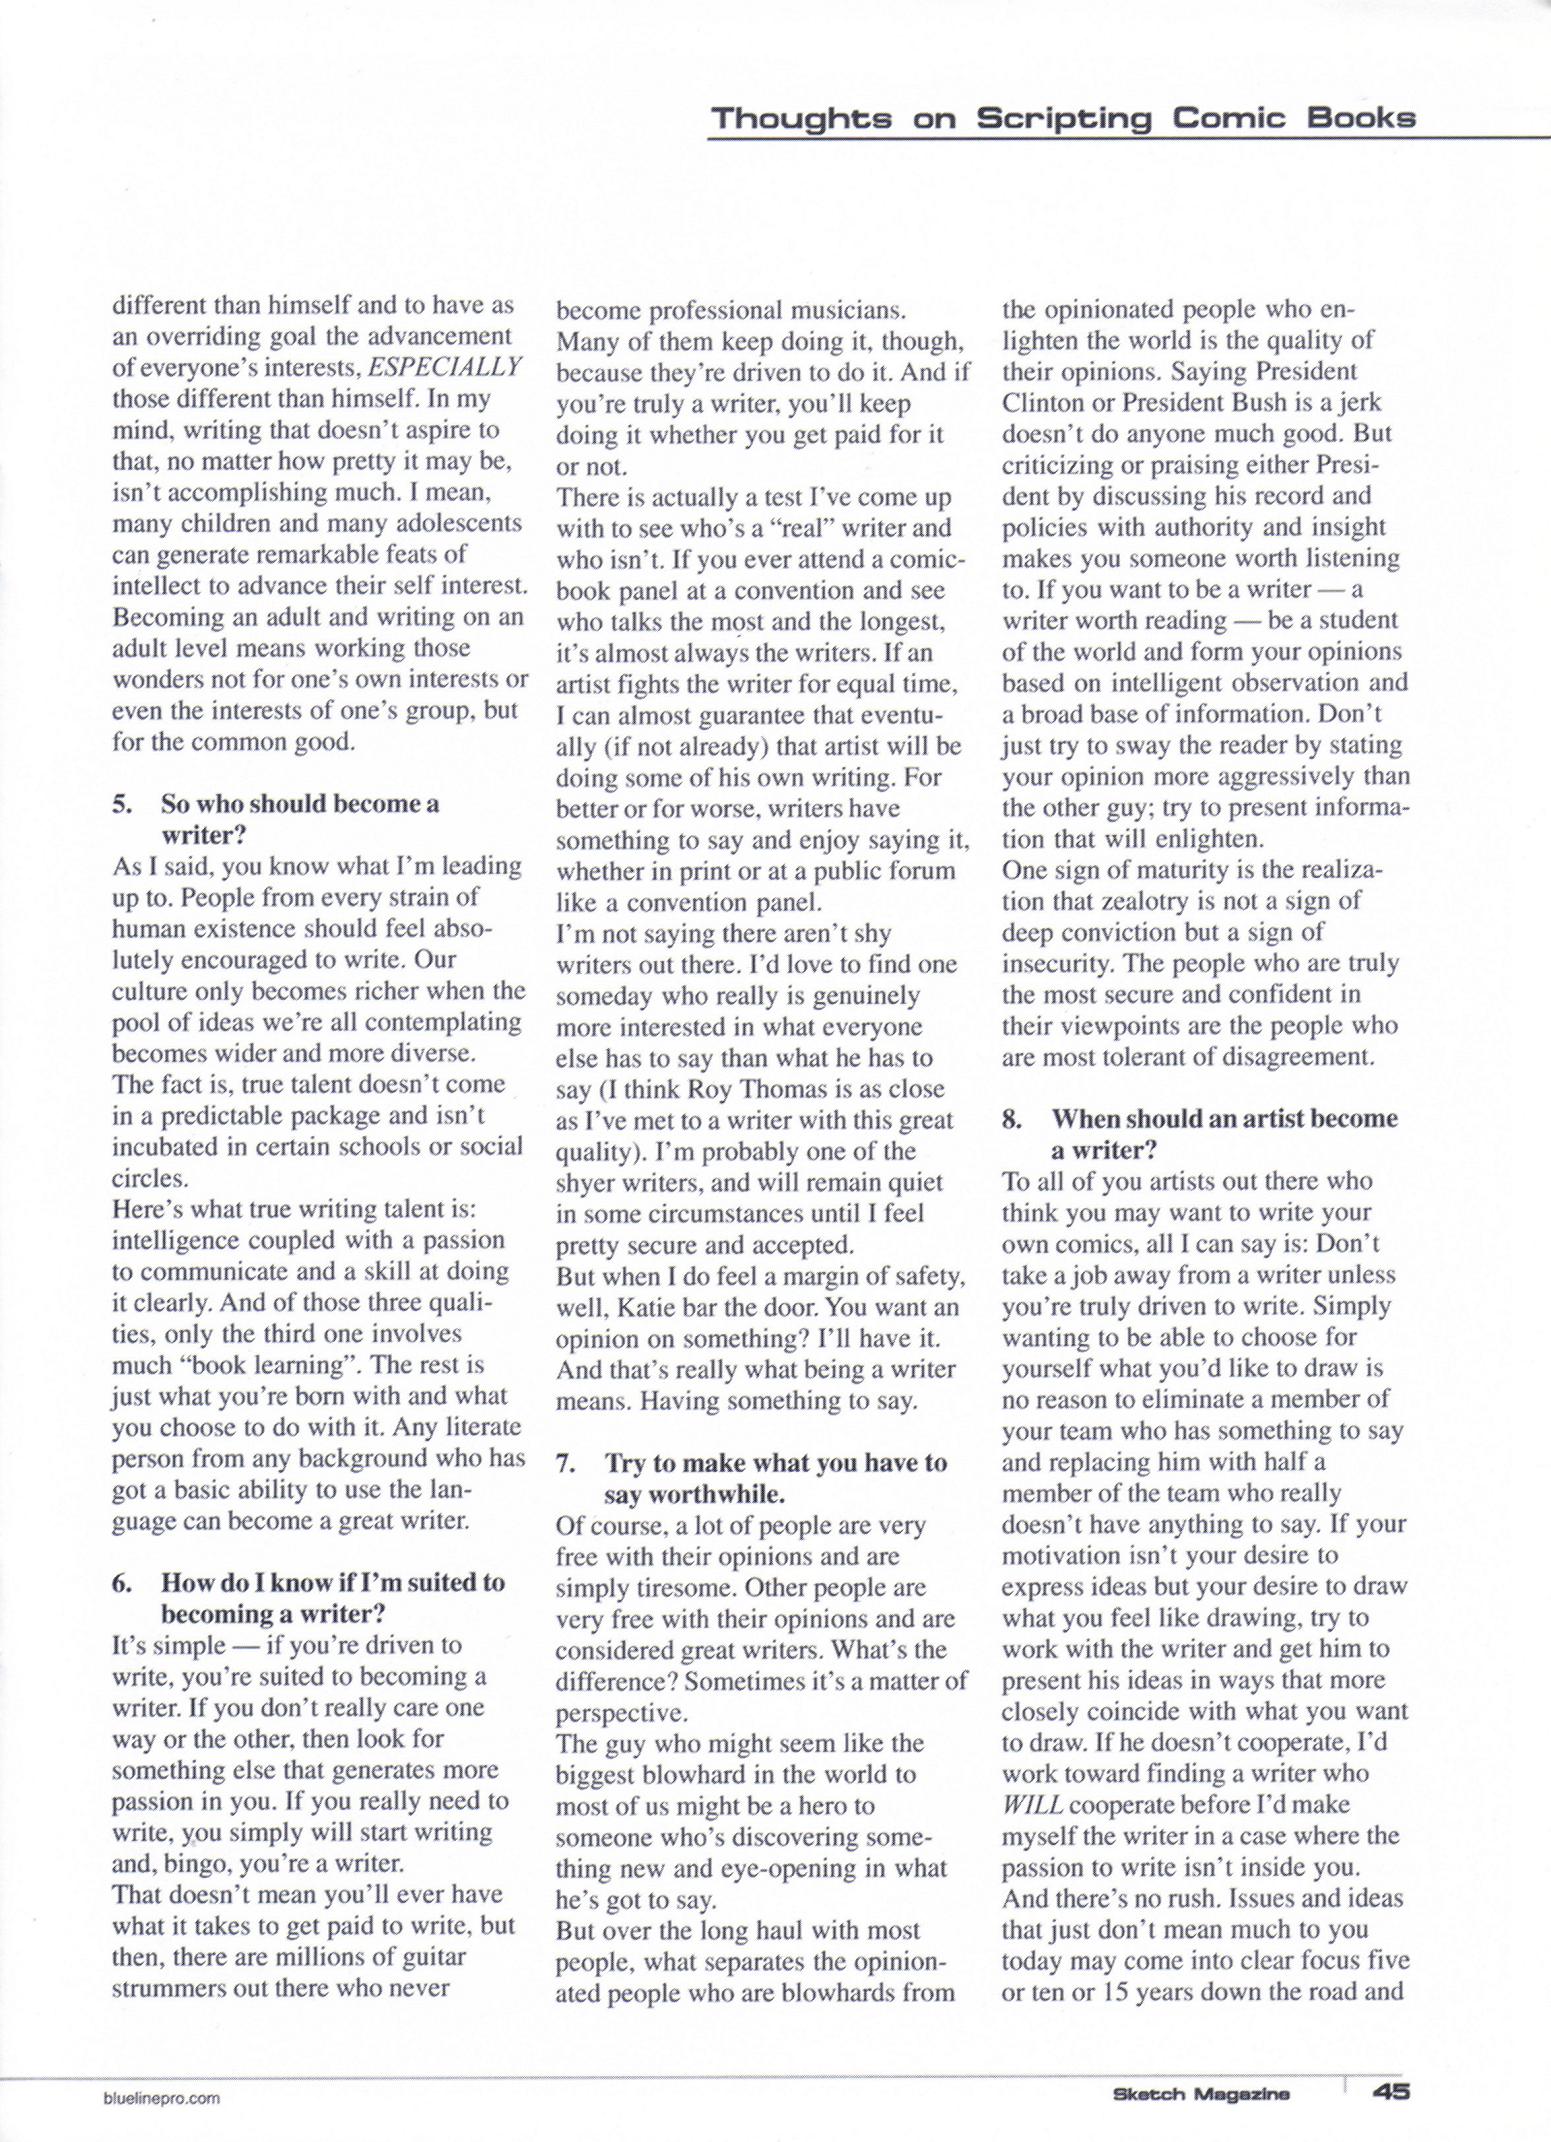 Thoughts on Scripting Comic Books
different than himself and to have as
an overriding goal the advancement
of everyone's interests, ESPECIALLY
those different than himself. In my
mind, writing that doesn't aspire to
that, no matter how pretty it may be,
isn't accomplishing much. I mean,
many children and many adolescents
can generate remarkable feats of
intellect to advance their self interest.
Becoming an adult and writing on an
adult level means working those
wonders not for one's own interests or
even the interests of one's group, but
for the common good.
5. So who should become a
writer?
As I said, you know what I'm leading
up to. People from every strain of
human existence should feel abso-
lutely encouraged to write. Our
culture only becomes richer when the
pool of ideas we're all contemplating
becomes wider and more diverse.
The fact is, true talent doesn't come
in a predictable package and isn't
incubated in certain schools or social
circles.
Here's what true writing talent is:
intelligence coupled with a passion
to communicate and a skill at doing
it clearly. And of those three quali-
ties, only the third one involves
much “book learning”. The rest is
just what you're born with and what
you choose to do with it. Any literate
person from any background who has
got a basic ability to use the lan-
guage can become a great writer.
6. How do I know if I'm suited to
becoming a writer?
It's simple — if you're driven to
write, you're suited to becoming a
writer. If you don't really care one
way or the other, then look for
something else that generates more
passion in you. If you really need to
write, you simply will start writing
and, bingo, you're a writer.
That doesn't mean you'll ever have
what it takes to get paid to write, but
then, there are millions of guitar
strummers out there who never
become professional musicians.
Many of them keep doing it, though,
because they're driven to do it. And if
you're truly a writer, you'll keep
doing it whether you get paid for it
or not.
There is actually a test I've come up
with to see who's a “real” writer and
who isn't. If you ever attend a comic-
book panel at a convention and see
who talks the most and the longest,
it's almost always the writers. If an
artist fights the writer for equal time,
I can almost guarantee that eventu-
ally (if not already) that artist will be
doing some of his own writing. For
better or for worse, writers have
something to say and enjoy saying it,
whether in print or at a public forum
like a convention panel.
I'm not saying there aren't shy
writers out there. I'd love to find one
someday who really is genuinely
more interested in what everyone
else has to say than what he has to
say (I think Roy Thomas is as close
as I've met to a writer with this great
quality). I'm probably one of the
shyer writers, and will remain quiet
in some circumstances until I feel
pretty secure and accepted.
But when I do feel a margin of safety,
well, Katie bar the door. You want an
opinion on something? I'll have it.
And that's really what being a writer
means. Having something to say.
7. Try to make what you have to
say worthwhile.
Of course, a lot of people are very
free with their opinions and are
simply tiresome. Other people are
very free with their opinions and are
considered great writers. What's the
difference? Sometimes it's a matter of
perspective.
The guy who might seem like the
biggest blowhard in the world to
most of us might be a hero to
someone who's discovering some-
thing new and eye-opening in what
he's got to say.
But over the long haul with most
people, what separates the opinion-
ated people who are blowhards from
the opinionated people who en-
lighten the world is the quality of
their opinions. Saying President
Clinton or President Bush is a jerk
doesn't do anyone much good. But
criticizing or praising either Presi-
dent by discussing his record and
policies with authority and insight
makes you someone worth listening
to. If you want to be a writer — a
writer worth reading — be a student
of the world and form your opinions
based on intelligent observation and
a broad base of information. Don't
just try to sway the reader by stating
your opinion more aggressively than
the other guy; try to present informa-
tion that will enlighten.
One sign of maturity is the realiza-
tion that zealotry is not a sign of
deep conviction but a sign of
insecurity. The people who are truly
the most secure and confident in
their viewpoints are the people who
are most tolerant of disagreement.
8. When should an artist become
a writer?
To all of you artists out there who
think you may want to write your
own comics, all I can say is: Don't
take a job away from a writer unless
you're truly driven to write. Simply
wanting to be able to choose for
yourself what you'd like to draw is
no reason to eliminate a member of
your team who has something to say
and replacing him with half a
member of the team who really
doesn't have anything to say. If your
motivation isn't your desire to
express ideas but your desire to draw
what you feel like drawing, try to
work with the writer and get him to
present his ideas in ways that more
closely coincide with what you want
to draw. If he doesn't cooperate, I'd
work toward finding a writer who
WILL cooperate before I'd make
myself the writer in a case where the
passion to write isn't inside you.
And there's no rush. Issues and ideas
that just don't mean much to you
today may come into clear focus five
or ten or 15 years down the road and
bluelinepro.com
Sketch Magazine 45